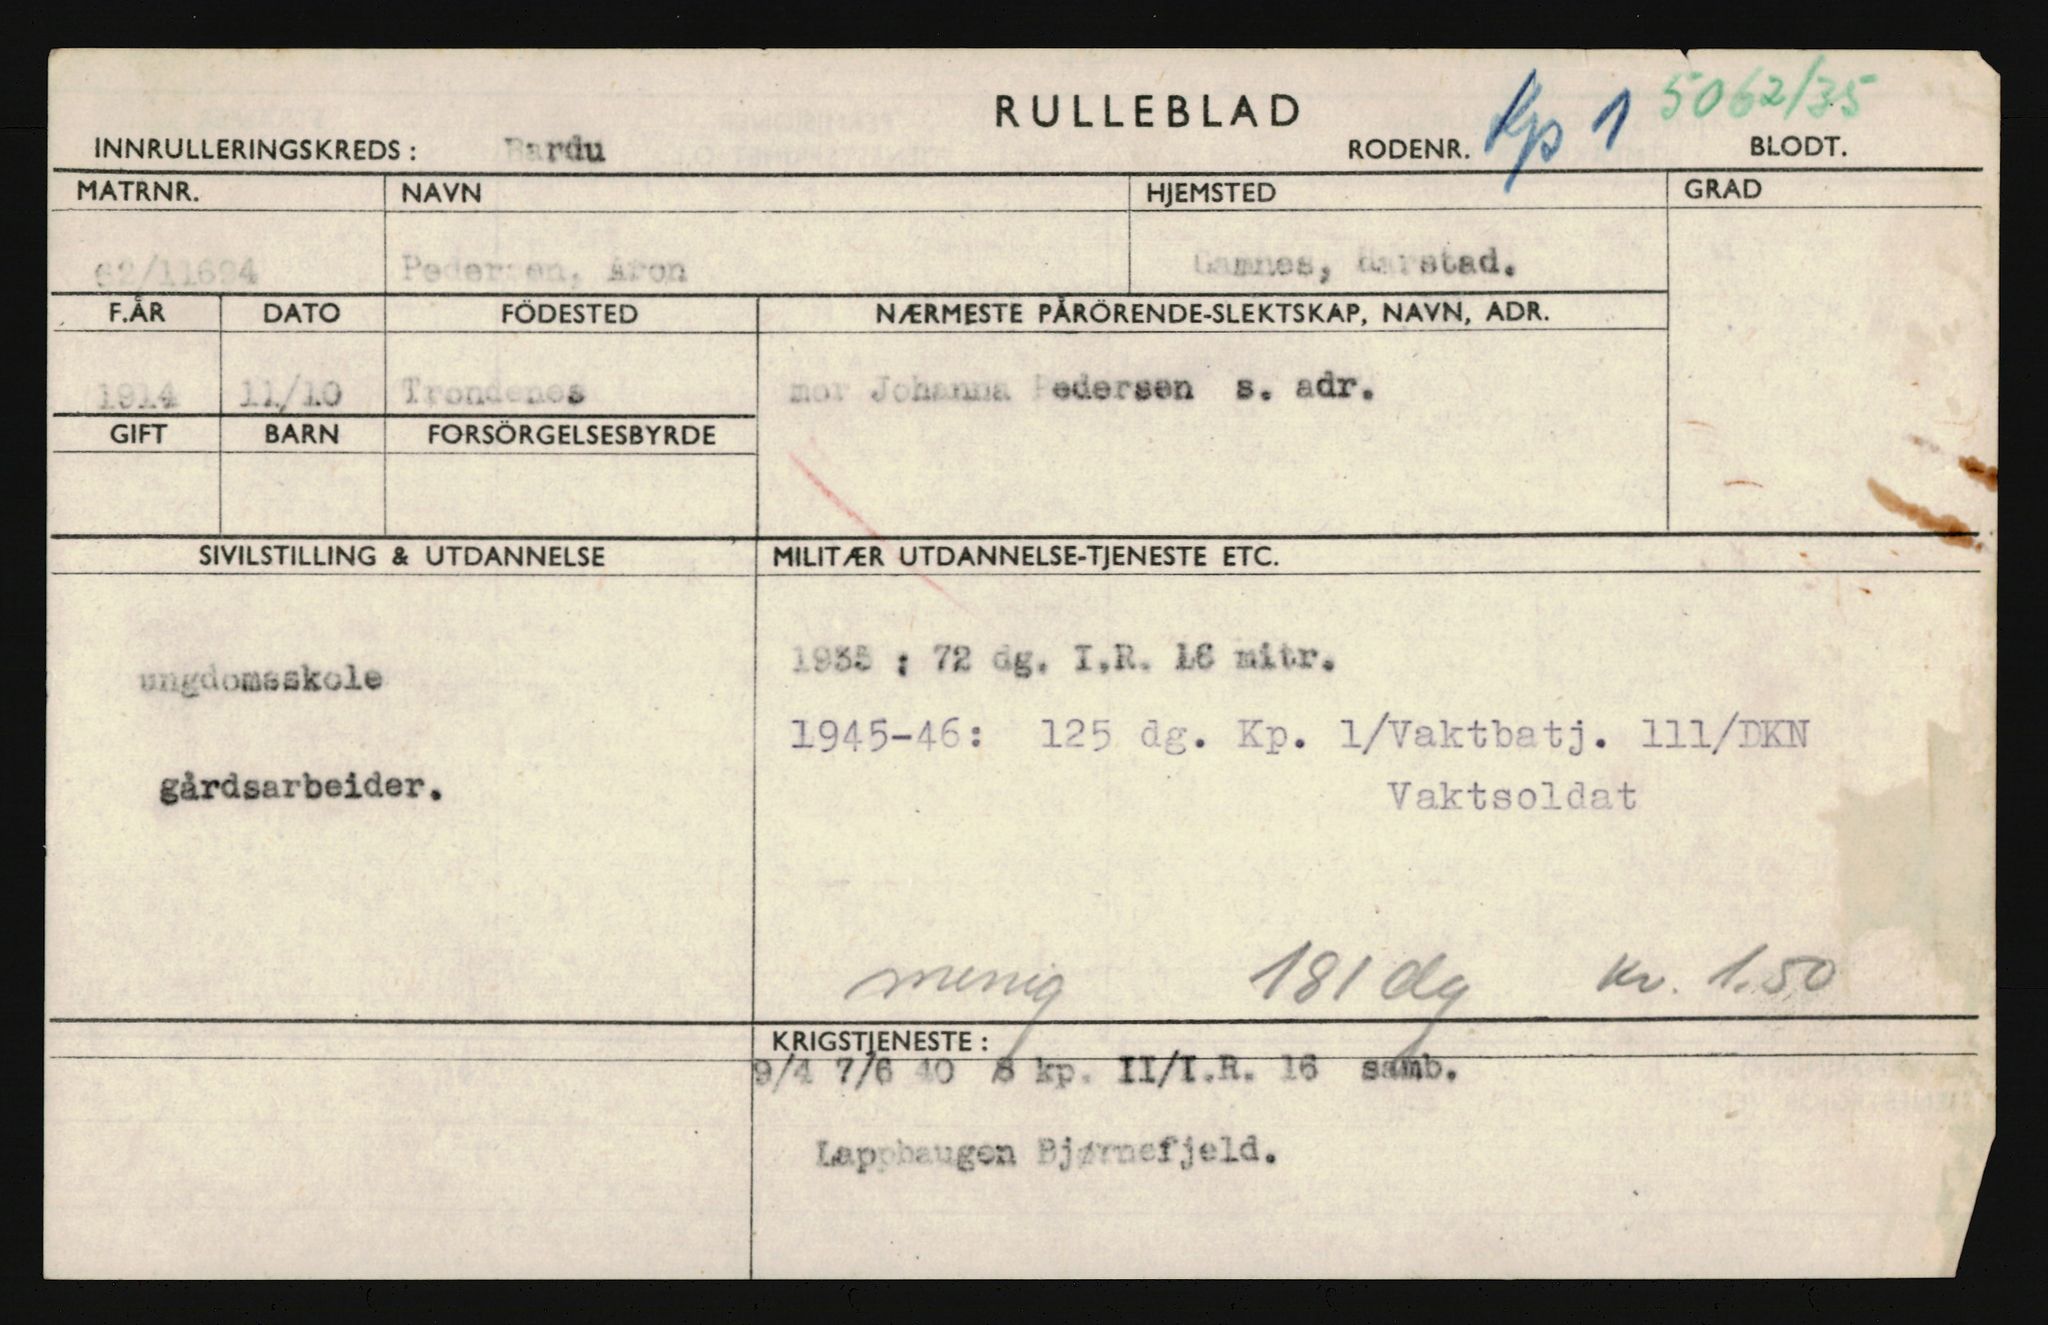 RULLEBLAD
Kp 1 5062/35
INNRULLERINGSKREDS: Bardu RODENR. BLODT.
MATRNR. NAVN HJEMSTED GRAD
62/11694 Pedersen, Aron Gamnes, Harstad.
F.ÅR DATO FÖDESTED NÆRMESTE PÅRÖRENDE-SLEKTSKAP, NAVN, ADR.
1914 11/10 Trondenes mor Johanna Pedersen s. adr.
GIFT BARN FORSÖRGELSESBYRDE
SIVILSTILLING & UTDANNELSE MILITÆR UTDANNELSE-TJENESTE ETC.
ungdomsskole 1935 : 72 dg. I.R. 16 mitr.
1945-46: 125 dg. Kp. 1/Vaktbatj. 111/DKN
gårdsarbeider. Vaktsoldat
menig 181 dg kr. 1.50
KRIGSTJENESTE:
9/4 7/6 40 8 kp. II/I.R. 16 samb.
Lapphaugen Bjørnefjeld.